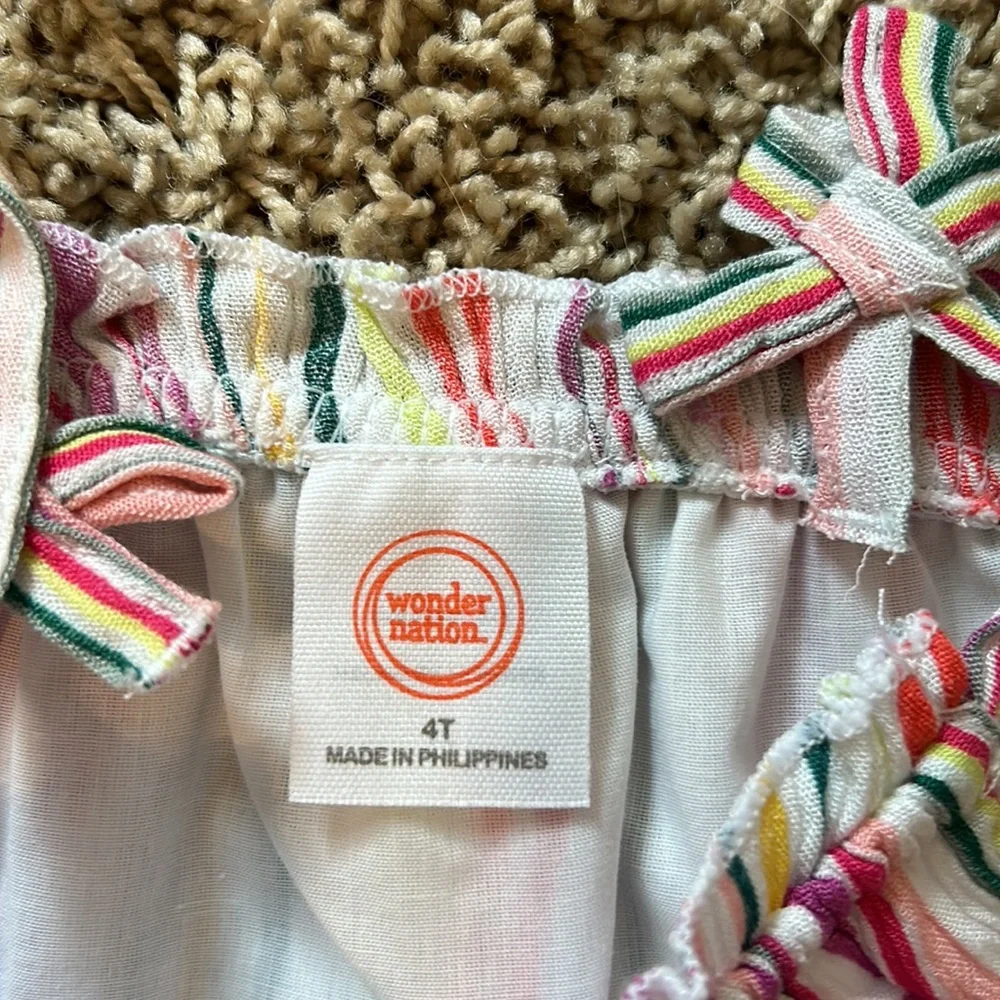 wonder
nation.
4T
MADE IN PHILIPPINES